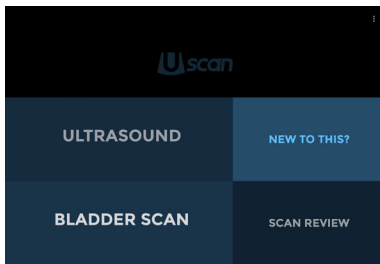 Uscan
ULTRASOUND
NEW TO THIS?
BLADDER SCAN
SCAN REVIEW